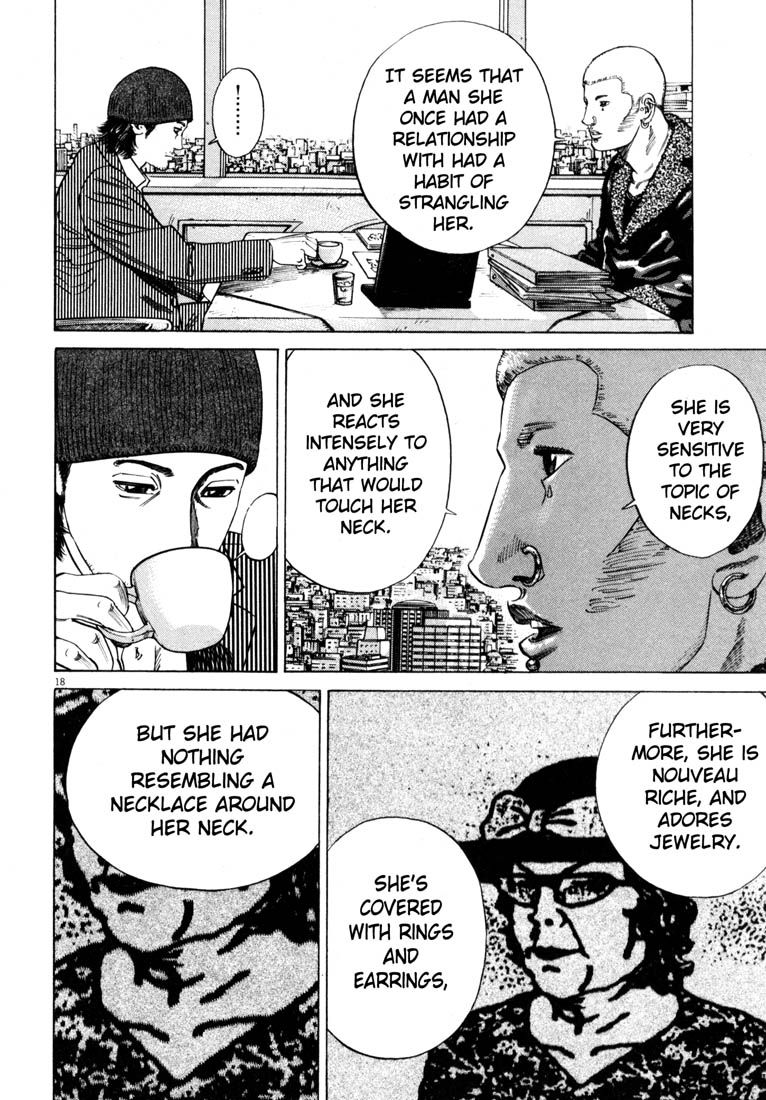 IT SEEMS THAT
A MAN SHE
ONCE HAD A
RELATIONSHIP
WITH HAD A
HABIT OF
STRANGLING
HER.
......
SHE IS
VERY
SENSITIVE
TO THE
TOPIC OF
NECKS,
AND SHE
REACTS
INTENSELY TO
ANYTHING
THAT WOULD
TOUCH HER
NECK.
...
18
FURTHER-
MORE, SHE IS
NOUVEAU
RICHE, AND
ADORES
JEWELRY.
SHE'S
COVERED
WITH RINGS
AND
EARRINGS,
BUT SHE HAD
NOTHING
RESEMBLING A
NECKLACE AROUND
HER NECK.